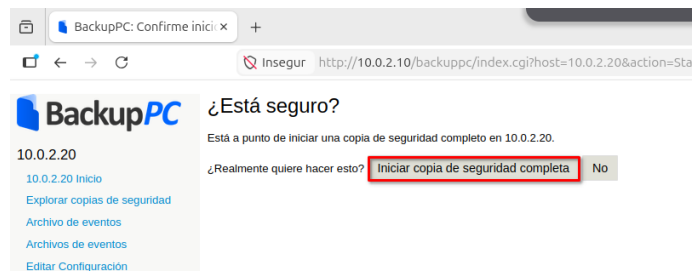 BackupPC: Confirme inicic
Insegur http://10.0.2.10/backuppc/index.cgi?host=10.0.2.20&action=Sta
BackupPC
10.0.2.20
10.0.2.20 Inicio
Explorar copias de seguridad
Archivo de eventos
Archivos de eventos
Editar Configuración
¿Está seguro?
Está a punto de iniciar una copia de seguridad completo en 10.0.2.20.
¿Realmente quiere hacer esto? Iniciar copia de seguridad completa No